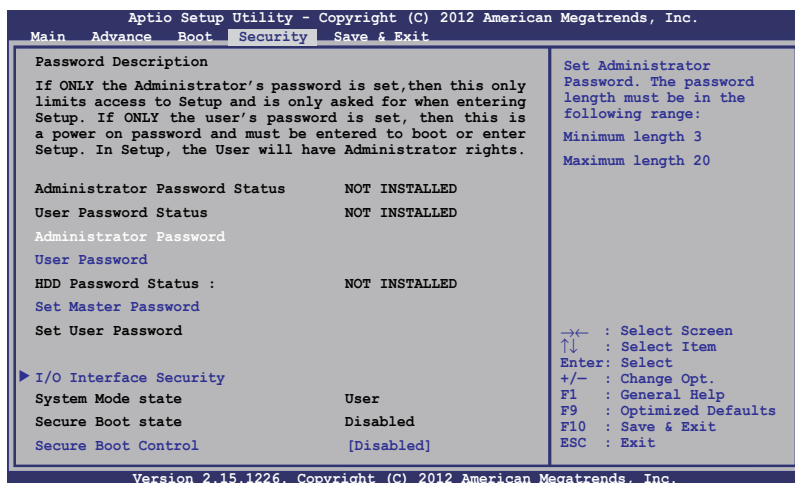 Aptio Setup Utility - Copyright (C) 2012 American Megatrends, Inc.
Main Advance Boot Security Save & Exit
Password Description
If ONLY the Administrator's password is set,then this only
limits access to Setup and is only asked for when entering
Setup. If ONLY the user's password is set, then this is
a power on password and must be entered to boot or enter
Setup. In Setup, the User will have Administrator rights.
Administrator Password Status NOT INSTALLED
User Password Status NOT INSTALLED
Administrator Password
User Password
HDD Password Status : NOT INSTALLED
Set Master Password
Set User Password
I/O Interface Security
System Mode state User
Secure Boot state Disabled
Secure Boot Control [Disabled]
Set Administrator
Password. The password
length must be in the
following range:
Minimum length 3
Maximum length 20
→← : Select Screen
↑↓ : Select Item
Enter: Select
+/— : Change Opt.
F1 : General Help
F9 : Optimized Defaults
F10 : Save & Exit
ESC : Exit
Version 2.15.1226. Copyright (C) 2012 American Megatrends, Inc.